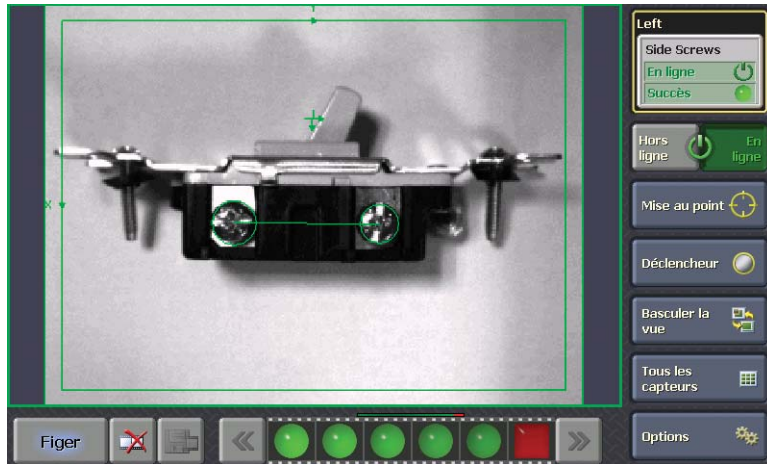 Left
Side Screws
En ligne
Succès
Hors
ligne
En
ligne
Mise au point
Déclencheur
Basculer la
vue
Tous les
capteurs
Options
Figer
X